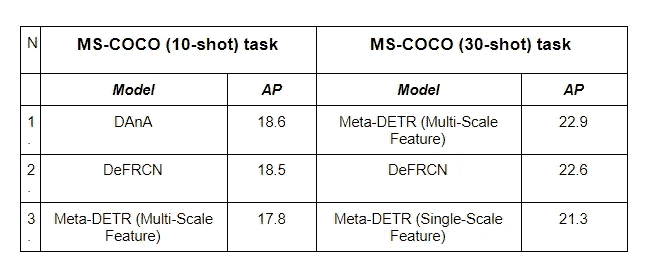 N MS-COCO (10-shot) task MS-COCO (30-shot) task
Model AP Model AP
1. DAnA 18.6 Meta-DETR (Multi-Scale
Feature) 22.9
2. DeFRCN 18.5 DeFRCN 22.6
3. Meta-DETR (Multi-Scale
Feature) 17.8 Meta-DETR (Single-Scale
Feature) 21.3